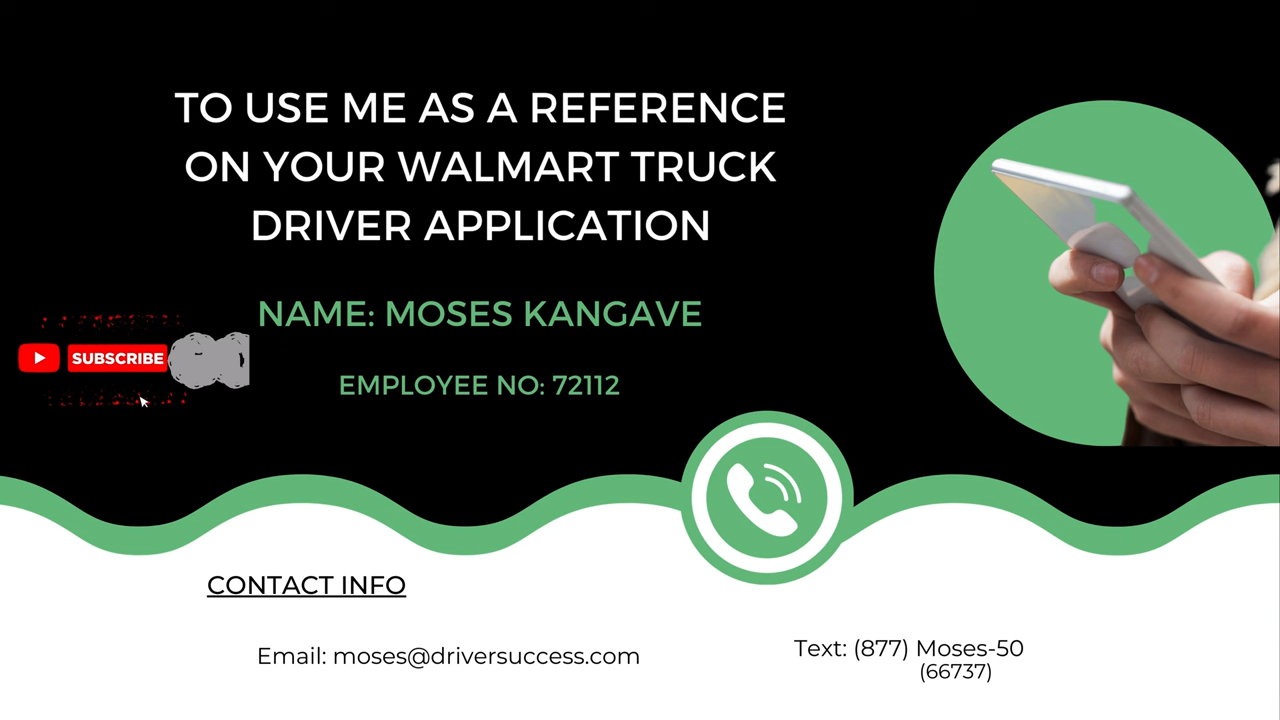 TO USE ME AS A REFERENCE
ON YOUR WALMART TRUCK
DRIVER APPLICATION
NAME: MOSES KANGAVE
SUBSCRIBE
EMPLOYEE NO: 72112
CONTACT INFO
Email: moses@driversuccess.com
Text: (877) Moses-50
(66737)